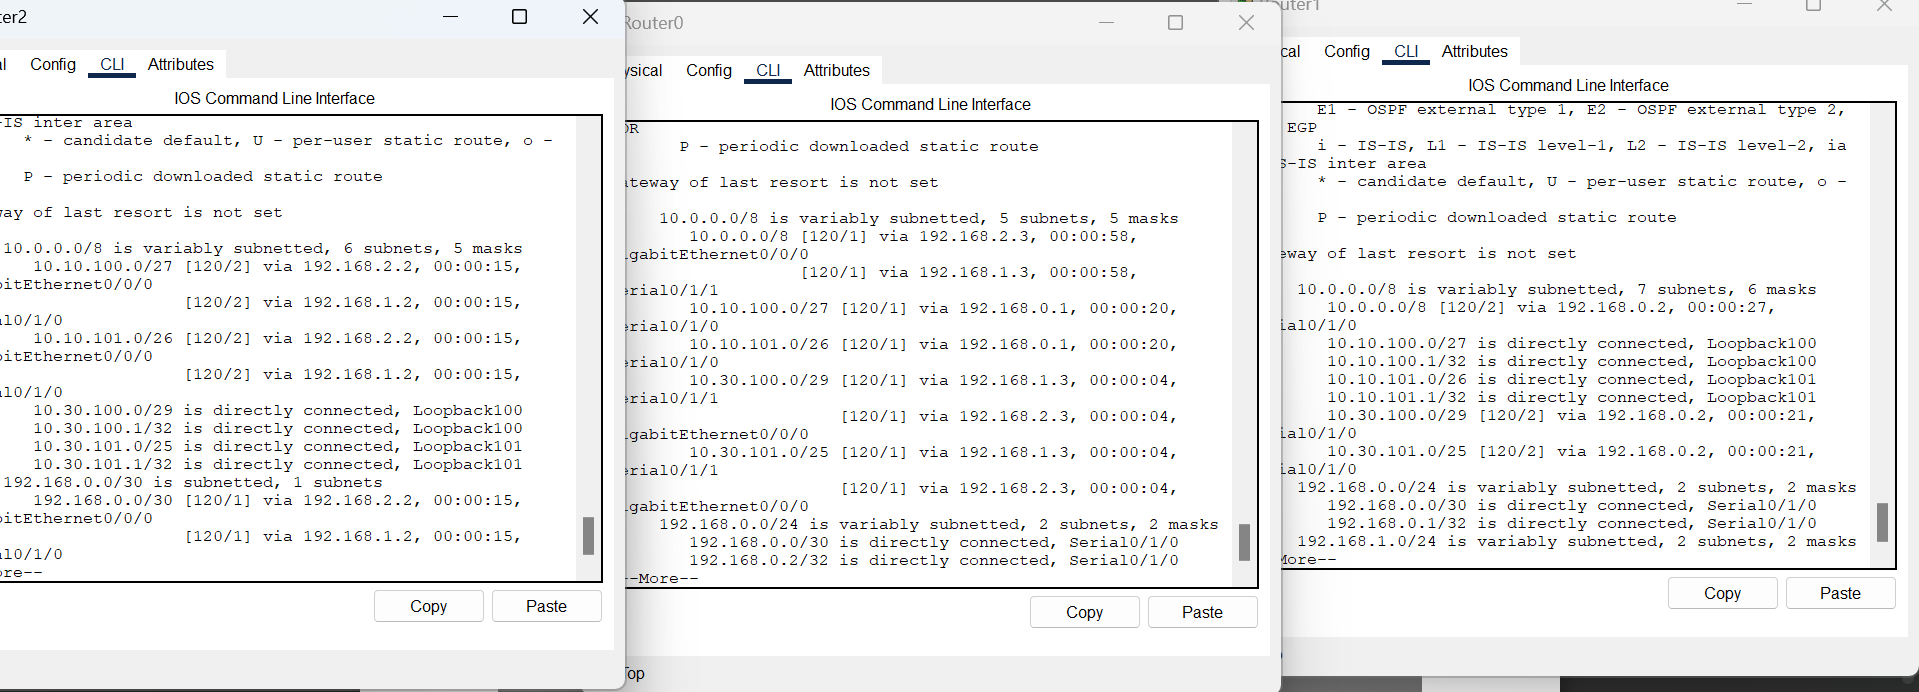 ter2
al Config CLI Attributes
IOS Command Line Interface
-IS inter area
* - candidate default, U - per-user static route, o -
P - periodic downloaded static route
way of last resort is not set
10.0.0.0/8 is variably subnetted, 6 subnets, 5 masks
10.10.100.0/27 [120/2] via 192.168.2.2, 00:00:15,
bitEthernet0/0/0
[120/2] via 192.168.1.2, 00:00:15,
al0/1/0
10.10.101.0/26 [120/2] via 192.168.2.2, 00:00:15,
bitEthernet0/0/0
[120/2] via 192.168.1.2, 00:00:15,
al0/1/0
10.30.100.0/29 is directly connected, Loopback100
10.30.100.1/32 is directly connected, Loopback100
10.30.101.0/25 is directly connected, Loopback101
10.30.101.1/32 is directly connected, Loopback101
192.168.0.0/30 is subnetted, 1 subnets
192.168.0.0/30 [120/1] via 192.168.2.2, 00:00:15,
bitEthernet0/0/0
[120/1] via 192.168.1.2, 00:00:15,
al0/1/0
ore--
Copy Paste
Router0
ysical Config CLI Attributes
IOS Command Line Interface
DR
P - periodic downloaded static route
ateway of last resort is not set
10.0.0.0/8 is variably subnetted, 5 subnets, 5 masks
10.0.0.0/8 [120/1] via 192.168.2.3, 00:00:58,
igabitEthernet0/0/0
[120/1] via 192.168.1.3, 00:00:58,
erial0/1/1
10.10.100.0/27 [120/1] via 192.168.0.1, 00:00:20,
erial0/1/0
10.10.101.0/26 [120/1] via 192.168.0.1, 00:00:20,
erial0/1/0
10.30.100.0/29 [120/1] via 192.168.1.3, 00:00:04,
erial0/1/1
[120/1] via 192.168.2.3, 00:00:04,
igabitEthernet0/0/0
10.30.101.0/25 [120/1] via 192.168.1.3, 00:00:04,
erial0/1/1
[120/1] via 192.168.2.3, 00:00:04,
igabitEthernet0/0/0
192.168.0.0/24 is variably subnetted, 2 subnets, 2 masks
192.168.0.0/30 is directly connected, Serial0/1/0
192.168.0.2/32 is directly connected, Serial0/1/0
--More--
Copy Paste
Top
outer1
cal Config CLI Attributes
IOS Command Line Interface
E1 - OSPF external type 1, E2 - OSPF external type 2,
EGP
i - IS-IS, L1 - IS-IS level-1, L2 - IS-IS level-2, ia
S-IS inter area
* - candidate default, U - per-user static route, o -
P - periodic downloaded static route
eway of last resort is not set
10.0.0.0/8 is variably subnetted, 7 subnets, 6 masks
10.0.0.0/8 [120/2] via 192.168.0.2, 00:00:27,
ial0/1/0
10.10.100.0/27 is directly connected, Loopback100
10.10.100.1/32 is directly connected, Loopback100
10.10.101.0/26 is directly connected, Loopback101
10.10.101.1/32 is directly connected, Loopback101
10.30.100.0/29 [120/2] via 192.168.0.2, 00:00:21,
ial0/1/0
10.30.101.0/25 [120/2] via 192.168.0.2, 00:00:21,
ial0/1/0
192.168.0.0/24 is variably subnetted, 2 subnets, 2 masks
192.168.0.0/30 is directly connected, Serial0/1/0
192.168.0.1/32 is directly connected, Serial0/1/0
192.168.1.0/24 is variably subnetted, 2 subnets, 2 masks
More--
Copy Paste